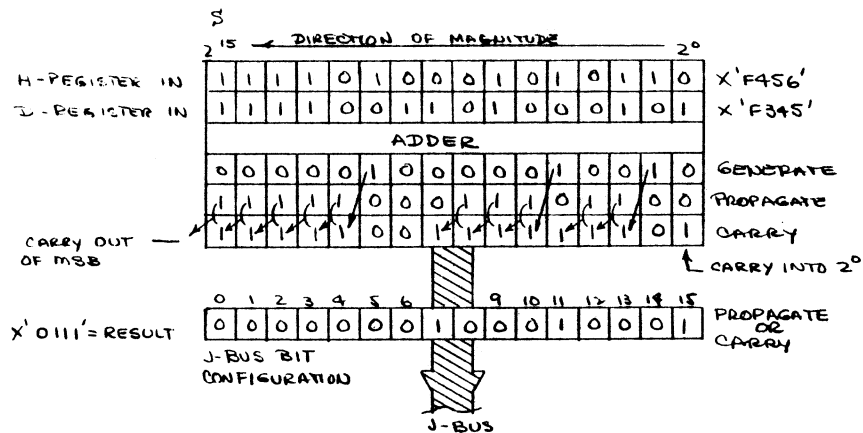 S
2^15 DIRECTION OF MAGNITUDE 2^0
H-REGISTER IN 1 1 1 1 0 1 0 0 0 1 0 1 0 1 1 0 X'F456'
D-REGISTER IN 1 1 1 1 0 0 1 1 0 1 0 0 0 1 0 1 X'F345'
ADDER
0 0 0 0 0 1 0 0 0 0 0 1 0 0 1 0 GENERATE
1 1 1 1 1 0 0 0 1 1 1 0 1 1 0 0 PROPAGATE
1 1 1 1 1 0 0 1 1 1 1 1 1 1 0 1 CARRY
CARRY OUT
OF MSB
CARRY INTO 2^0
0 1 2 3 4 5 6 9 10 11 12 13 14 15
X'0111'=RESULT 0 0 0 0 0 0 0 1 0 0 0 1 0 0 0 1 PROPAGATE
OR
CARRY
J-BUS BIT
CONFIGURATION
J-BUS